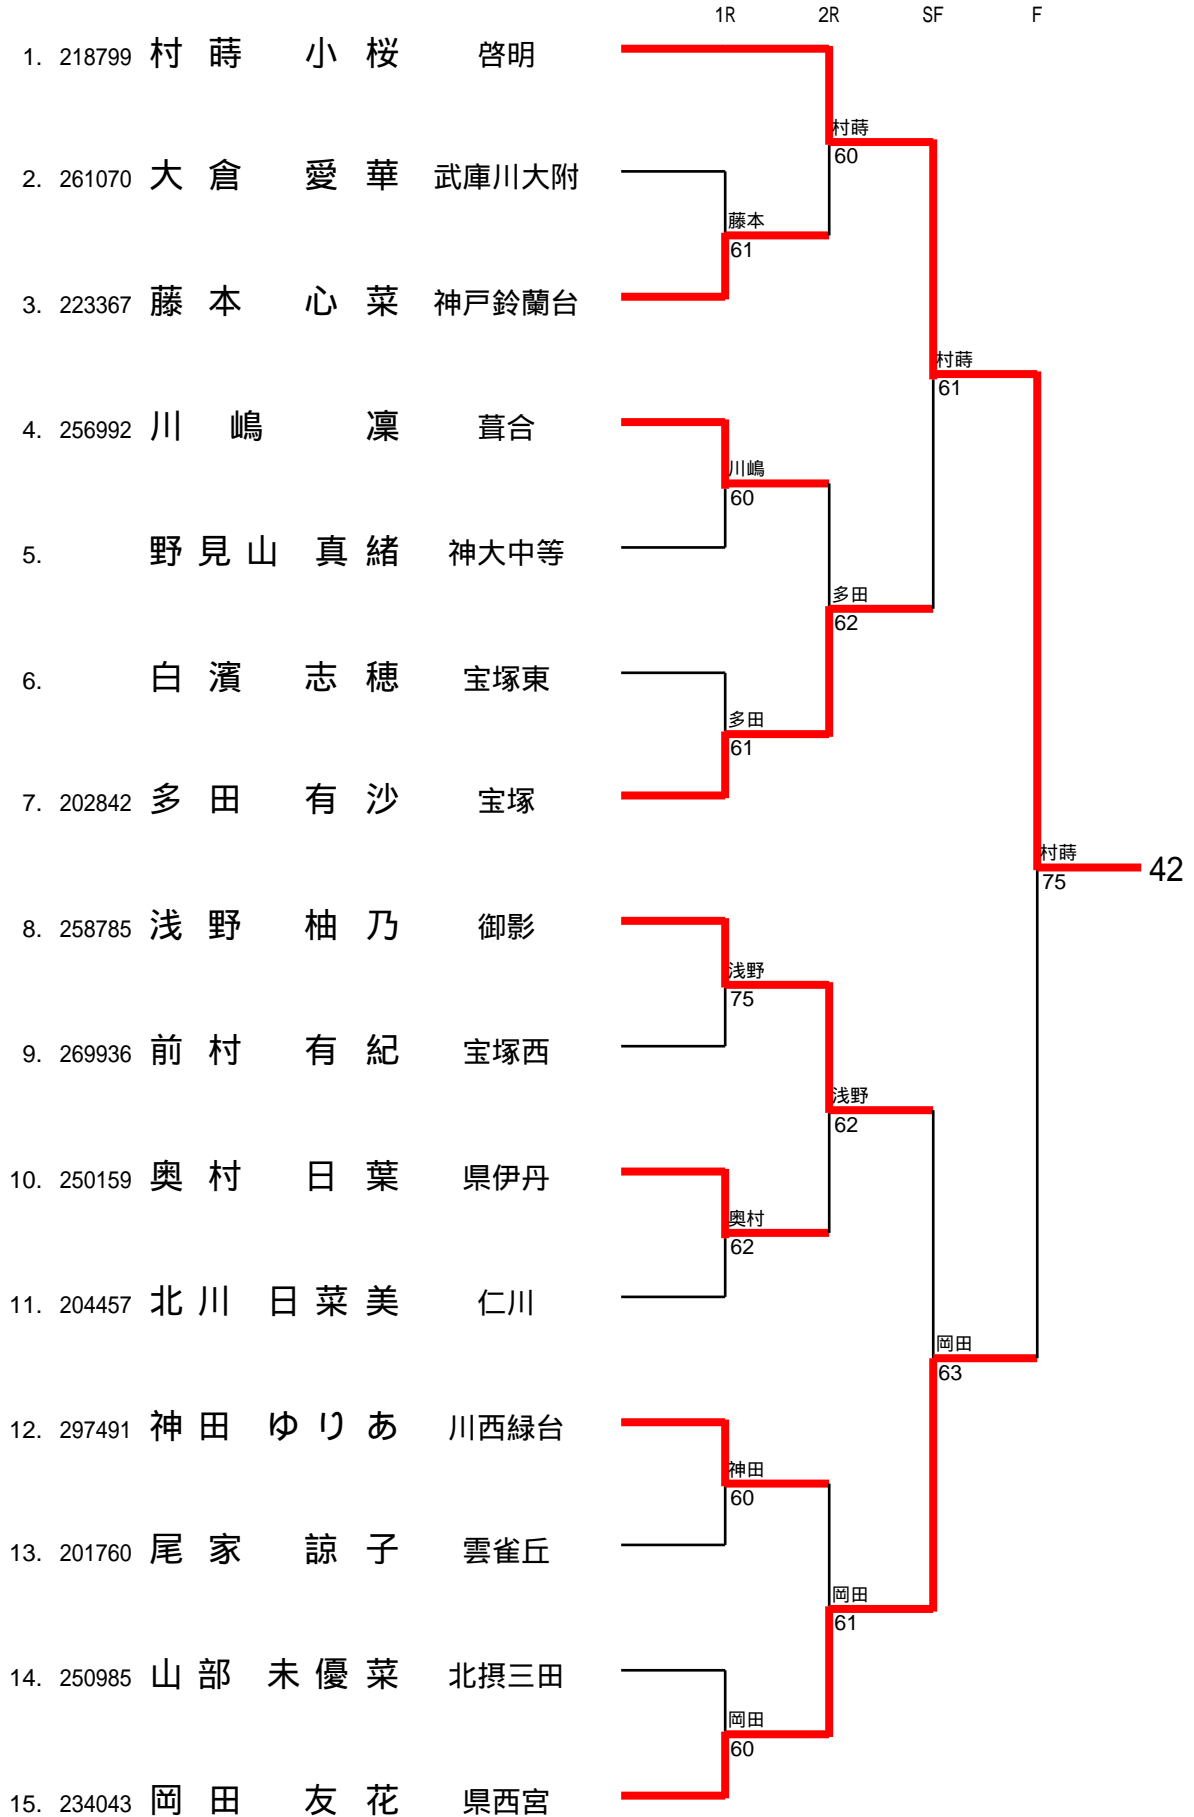 1R 2R SF F
1. 218799 村蒔 小桜 啓明
村蒔
60
2. 261070 大倉 愛華 武庫川大附
藤本
61
3. 223367 藤本 心菜 神戸鈴蘭台
村蒔
61
4. 256992 川嶋 凜 葺合
川嶋
60
5. 野見山 真緒 神大中等
多田
62
6. 白濱 志穂 宝塚東
多田
61
7. 202842 多田 有沙 宝塚
村蒔
75
42
8. 258785 浅野 柚乃 御影
浅野
75
9. 269936 前村 有紀 宝塚西
浅野
62
10. 250159 奥村 日葉 県伊丹
奥村
62
11. 204457 北川 日菜美 仁川
岡田
63
12. 297491 神田 ゆりあ 川西緑台
神田
60
13. 201760 尾家 諒子 雲雀丘
岡田
61
14. 250985 山部 未優菜 北摂三田
岡田
60
15. 234043 岡田 友花 県西宮